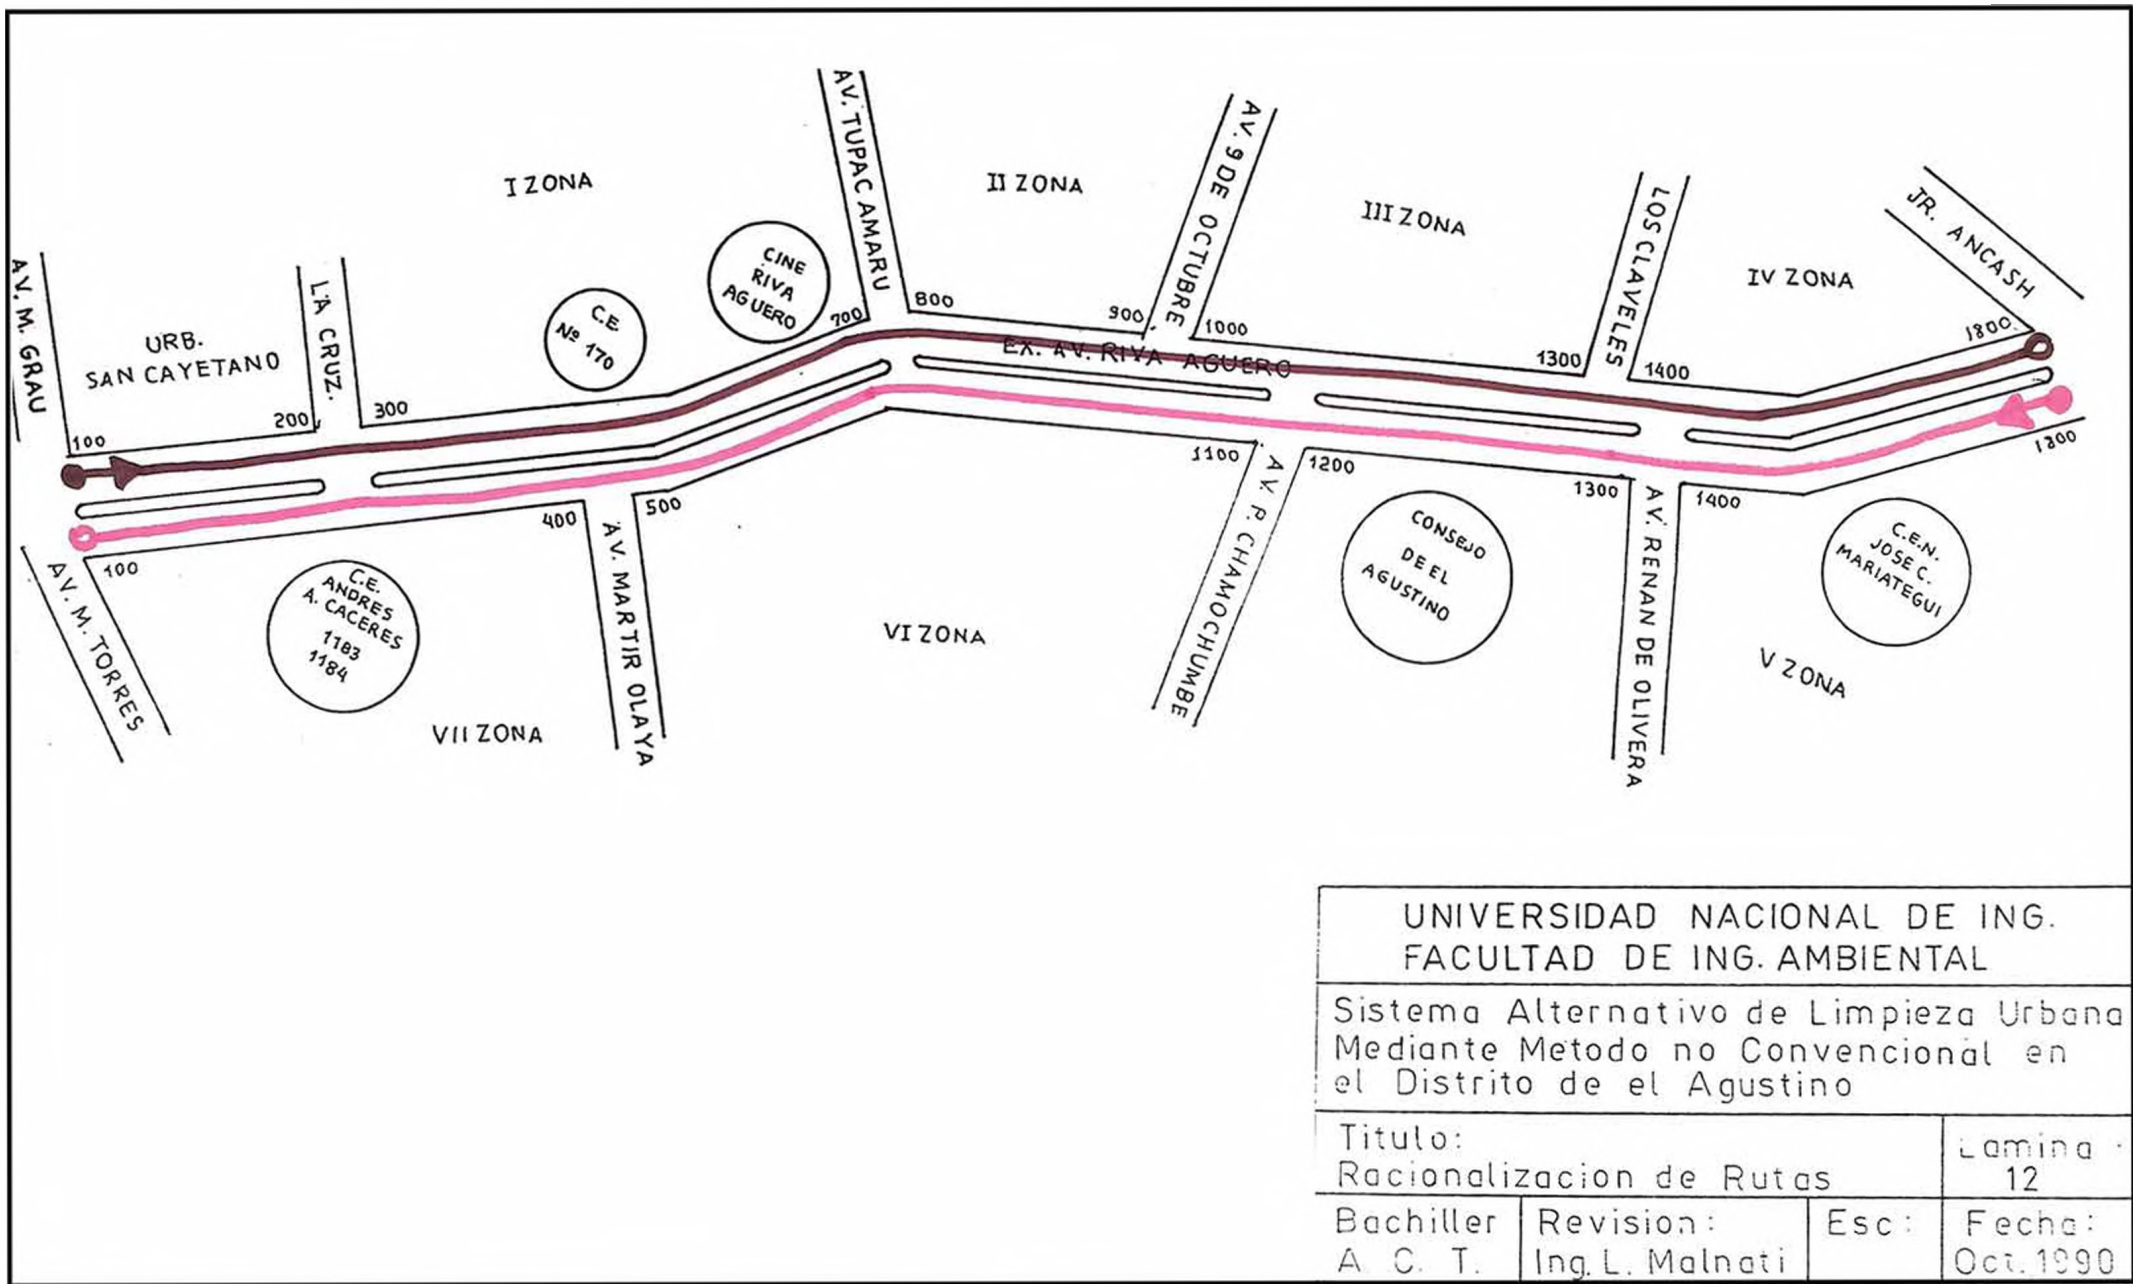 AV. M. GRAU
URB.
SAN CAYETANO
100
200
LA CRUZ.
300
I ZONA
C.E.
Nº 170
CINE
RIVA
AGUERO
700
AV. TUPAC AMARU
800
II ZONA
900
AV. 9 DE OCTUBRE
1000
III ZONA
1300
LOS CLAVELES
1400
IV ZONA
1800
JR. ANCASH
EX. AV. RIVA AGUERO
AV. M. TORRES
100
C.E.
ANDRES
A. CACERES
1183
1184
VII ZONA
400
AV. MARTIR OLAYA
500
VI ZONA
1100
AV. P. CHAMOCHUMBE
1200
CONSEJO
DE EL
AGUSTINO
1300
AV. RENAN DE OLIVERA
1400
C.E.N.
JOSE C.
MARIATEGUI
V ZONA
1800
UNIVERSIDAD NACIONAL DE ING.
FACULTAD DE ING. AMBIENTAL
Sistema Alternativo de Limpieza Urbana
Mediante Metodo no Convencional en
el Distrito de el Agustino
Titulo:
Racionalizacion de Rutas
Lamina
12
Bachiller
A. C. T.
Revision:
Ing. L. Malnati
Esc:
Fecha:
Oct. 1990